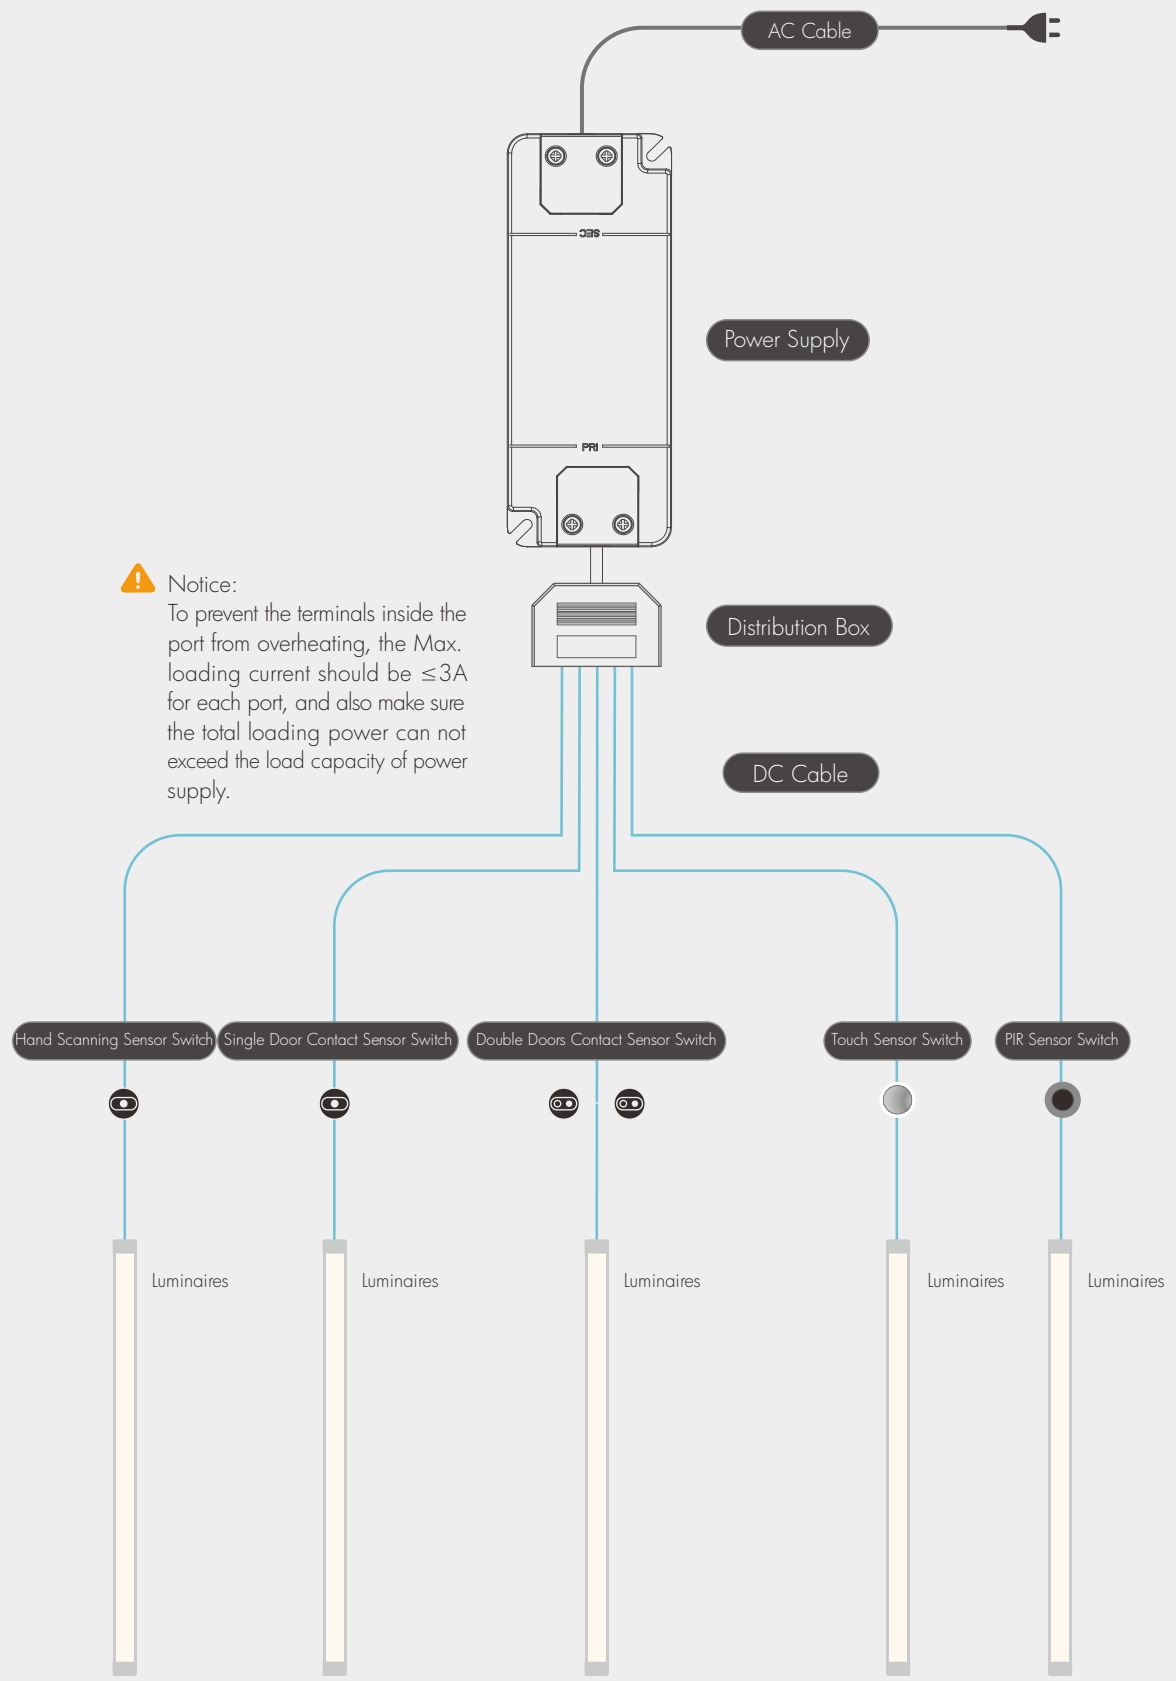 AC Cable
SEC
Power Supply
PRI
Notice:
To prevent the terminals inside the
port from overheating, the Max.
loading current should be ≤3A
for each port, and also make sure
the total loading power can not
exceed the load capacity of power
supply.
Distribution Box
DC Cable
Hand Scanning Sensor Switch
Single Door Contact Sensor Switch
Double Doors Contact Sensor Switch
Touch Sensor Switch
PIR Sensor Switch
Luminaires
Luminaires
Luminaires
Luminaires
Luminaires